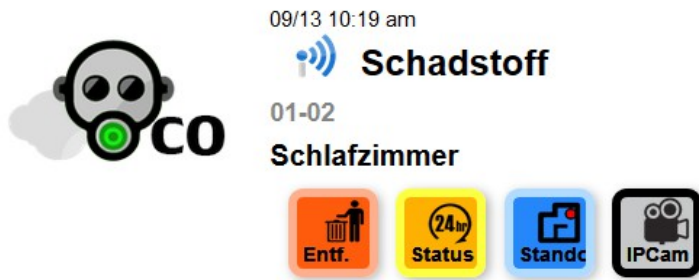 09/13 10:19 am
Schadstoff
co
01-02
Schlafzimmer
Entf.
24hr
Status
Standc
IPCam